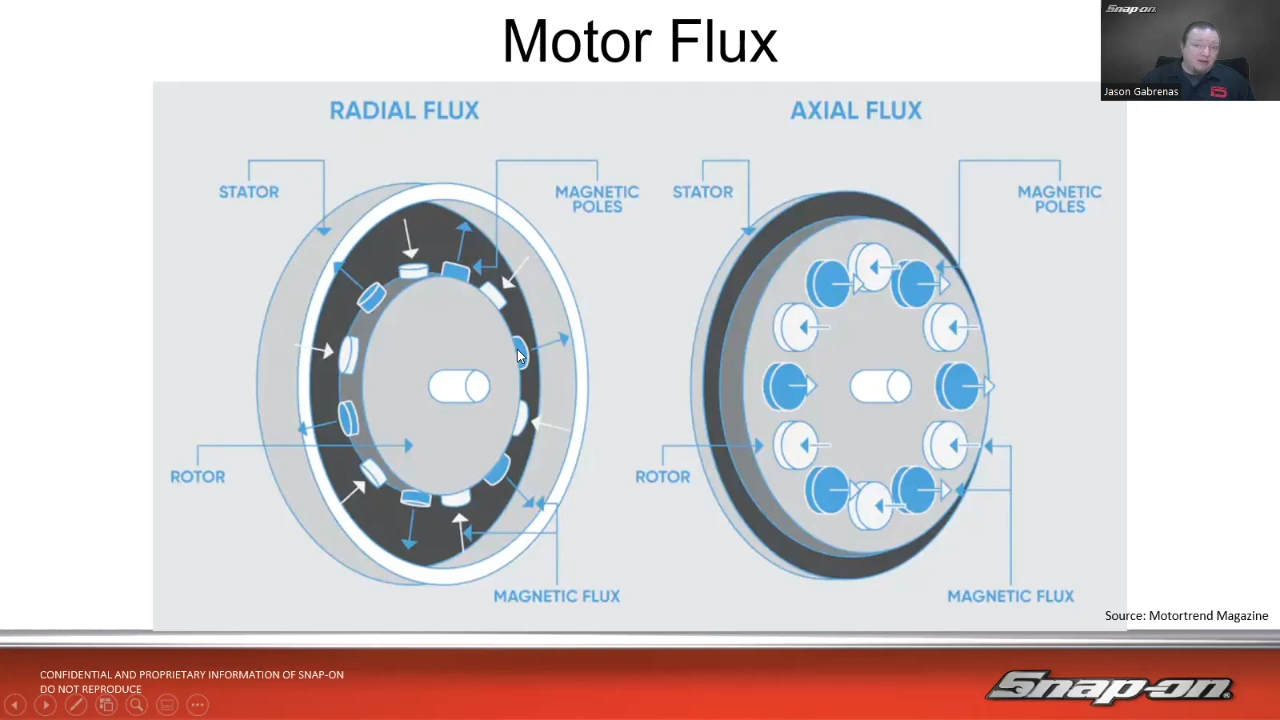 Motor Flux
Snap-on
Jason Gabrenas
RADIAL FLUX
STATOR
MAGNETIC
POLES
ROTOR
MAGNETIC FLUX
AXIAL FLUX
STATOR
MAGNETIC
POLES
ROTOR
MAGNETIC FLUX
Source: Motortrend Magazine
CONFIDENTIAL AND PROPRIETARY INFORMATION OF SNAP-ON
DO NOT REPRODUCE
Snap-on